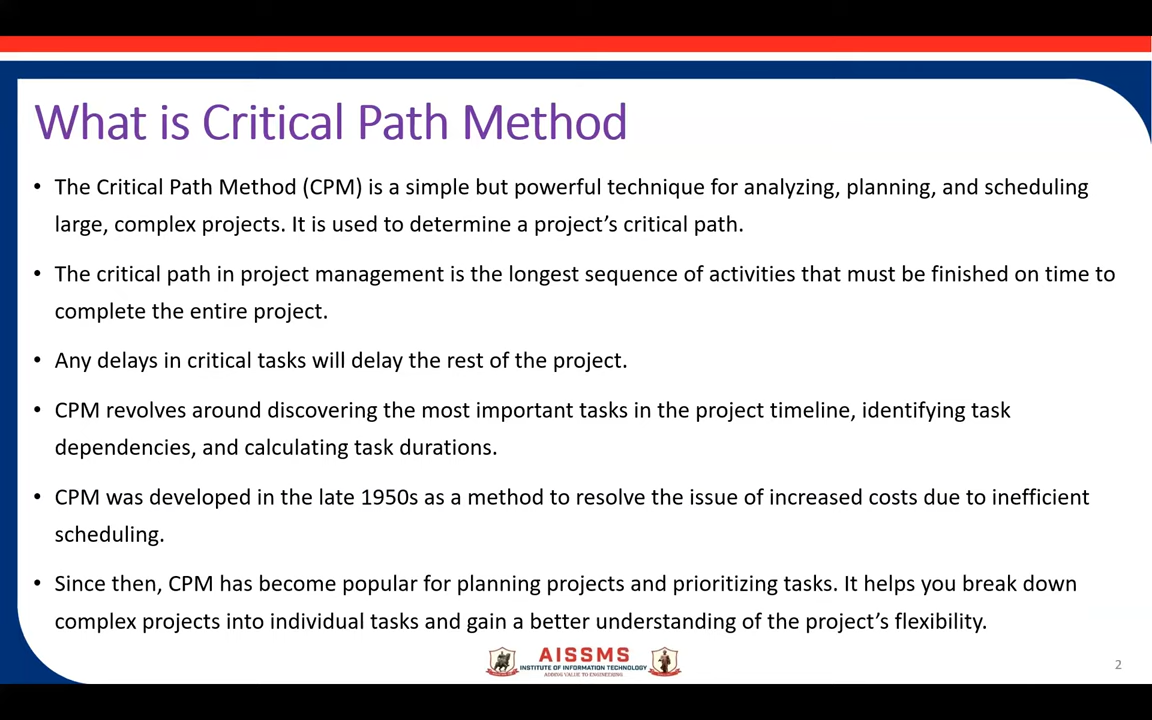 What is Critical Path Method
• The Critical Path Method (CPM) is a simple but powerful technique for analyzing, planning, and scheduling
large, complex projects. It is used to determine a project’s critical path.
• The critical path in project management is the longest sequence of activities that must be finished on time to
complete the entire project.
• Any delays in critical tasks will delay the rest of the project.
• CPM revolves around discovering the most important tasks in the project timeline, identifying task
dependencies, and calculating task durations.
• CPM was developed in the late 1950s as a method to resolve the issue of increased costs due to inefficient
scheduling.
• Since then, CPM has become popular for planning projects and prioritizing tasks. It helps you break down
complex projects into individual tasks and gain a better understanding of the project’s flexibility.
AISSMS
INSTITUTE OF INFORMATION TECHNOLOGY
ADDING VALUE TO ENGINEERING
2